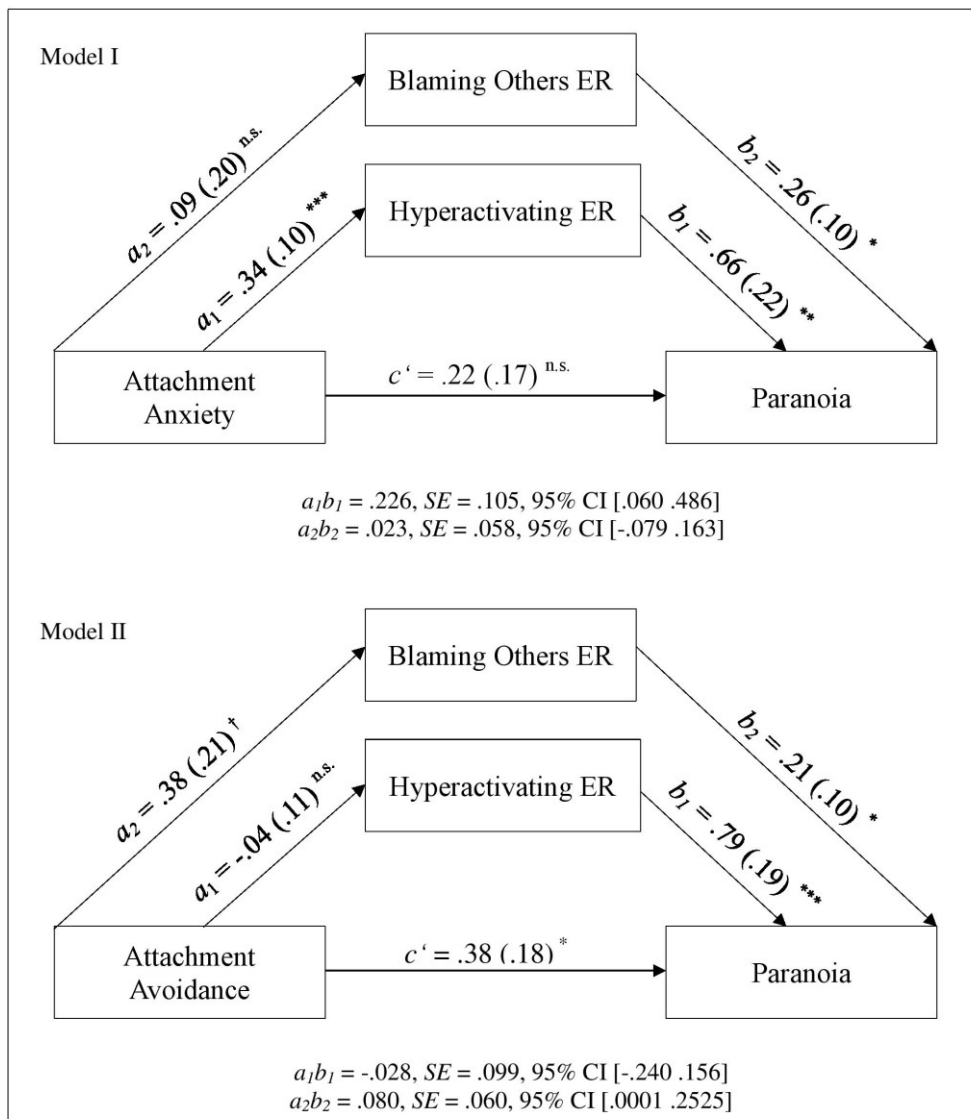 Model I
Blaming Others ER
a₂ = .09 (.20) n.s.
b₂ = .26 (.10) *
Hyperactivating ER
a₁ = .34 (.10) ***
b₁ = .66 (.22) **
Attachment
Anxiety
c‘ = .22 (.17) n.s.
Paranoia
a₁b₁ = .226, SE = .105, 95% CI [.060 .486]
a₂b₂ = .023, SE = .058, 95% CI [-.079 .163]
Model II
Blaming Others ER
a₂ = .38 (.21)†
b₂ = .21 (.10) *
Hyperactivating ER
a₁ = -.04 (.11) n.s.
b₁ = .79 (.19) ***
Attachment
Avoidance
c‘ = .38 (.18) *
Paranoia
a₁b₁ = -.028, SE = .099, 95% CI [-.240 .156]
a₂b₂ = .080, SE = .060, 95% CI [.0001 .2525]